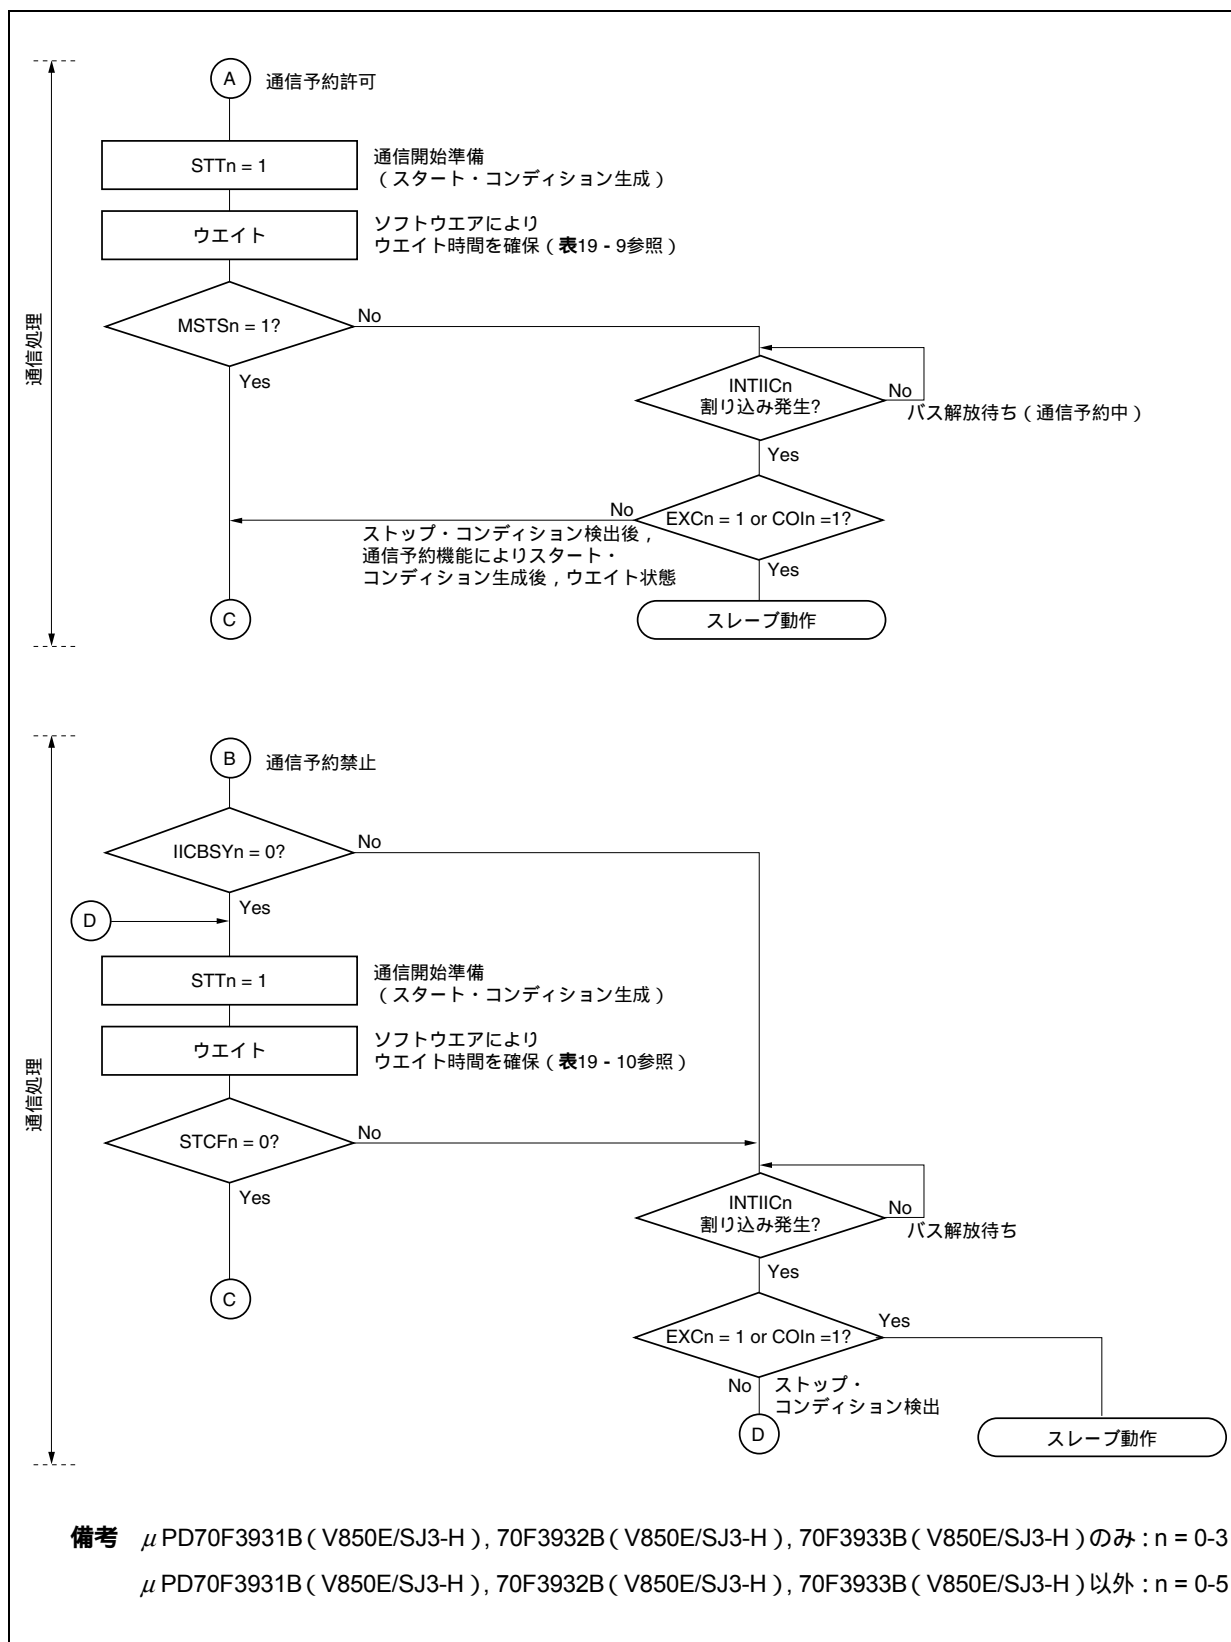 A 通信予約許可
通信処理
STTn = 1
通信開始準備
（スタート・コンディション生成）
ウエイト
ソフトウエアにより
ウエイト時間を確保（表19 - 9参照）
MSTSn = 1?
No
Yes
INTIICn
割り込み発生?
No
バス解放待ち（通信予約中）
Yes
EXCn = 1 or COIn =1?
No
ストップ・コンディション検出後，
通信予約機能によりスタート・
コンディション生成後，ウエイト状態
Yes
C
スレーブ動作
B 通信予約禁止
通信処理
IICBSYn = 0?
No
Yes
D
STTn = 1
通信開始準備
（スタート・コンディション生成）
ウエイト
ソフトウエアにより
ウエイト時間を確保（表19 - 10参照）
STCFn = 0?
No
Yes
INTIICn
割り込み発生?
No
バス解放待ち
Yes
C
EXCn = 1 or COIn =1?
Yes
No
ストップ・
コンディション検出
D
スレーブ動作
備考 μ PD70F3931B（V850E/SJ3-H）, 70F3932B（V850E/SJ3-H）, 70F3933B（V850E/SJ3-H）のみ : n = 0-3
μ PD70F3931B（V850E/SJ3-H）, 70F3932B（V850E/SJ3-H）, 70F3933B（V850E/SJ3-H）以外 : n = 0-5